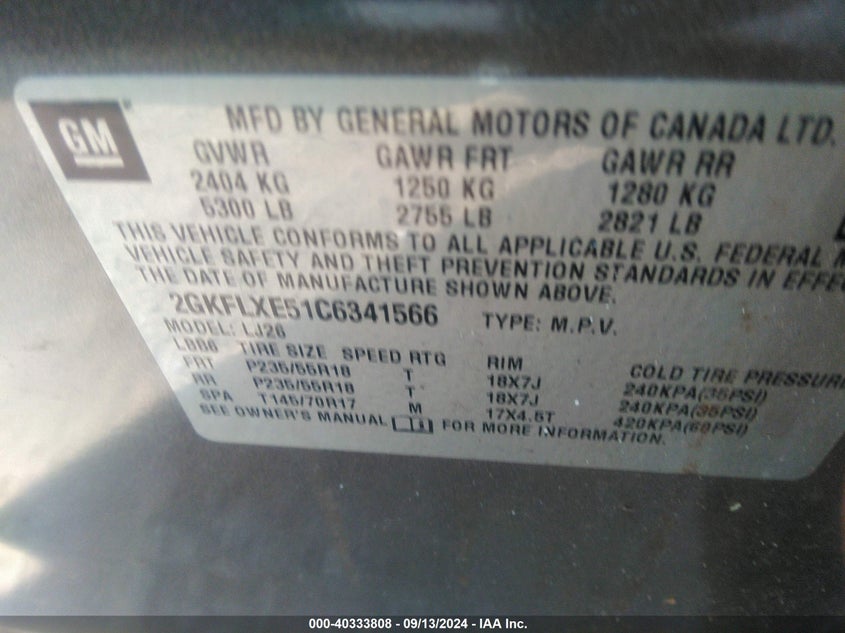 GM
MFD BY GENERAL MOTORS OF CANADA LTD.
GVWR GAWR FRT GAWR RR
2404 KG 1250 KG 1280 KG
5300 LB 2755 LB 2821 LB
THIS VEHICLE CONFORMS TO ALL APPLICABLE U.S. FEDERAL
VEHICLE SAFETY AND THEFT PREVENTION STANDARDS IN EFFE
THE DATE OF MANUFACTURE SHOWN ABOVE.
2GKFLXE51C6341566 TYPE: M.P.V.
MODEL: LJ26
TIRE SIZE SPEED RTG RIM COLD TIRE PRESSURE
FRT P235/55R18 T 18X7J 240KPA(35PSI)
RR P235/55R18 T 18X7J 240KPA(35PSI)
SPA T145/70R17 M 17X4.5T 420KPA(60PSI)
SEE OWNER'S MANUAL FOR MORE INFORMATION.
000-40333808 - 09/13/2024 - IAA Inc.